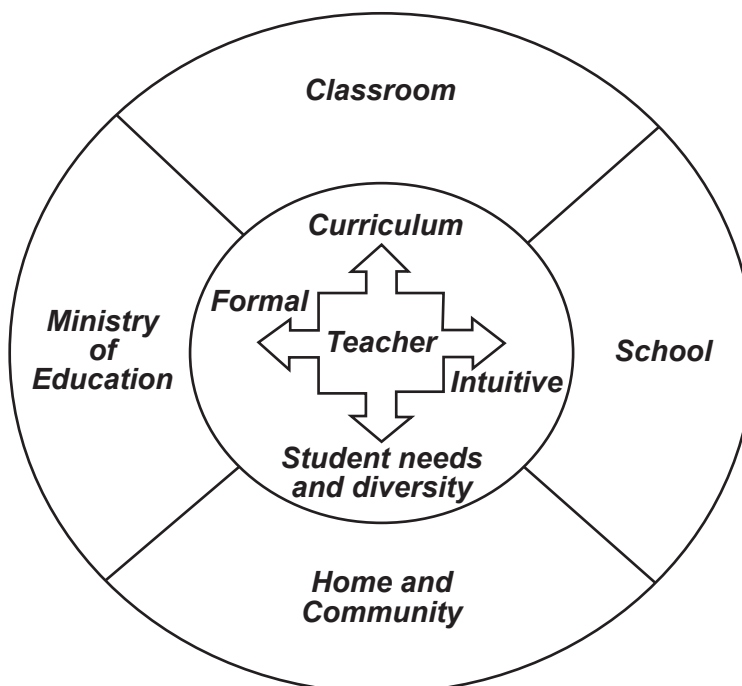 Classroom
Curriculum
Formal
Ministry
of
Education
Teacher
School
Intuitive
Student needs
and diversity
Home and
Community